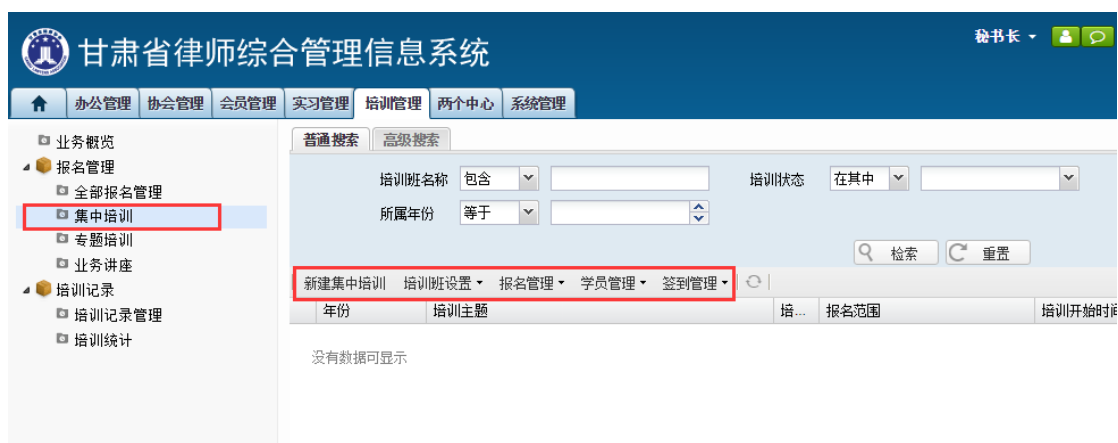 甘肃省律师综合管理信息系统
秘书长
办公管理 协会管理 会员管理 实习管理 培训管理 两个中心 系统管理
业务概览
报名管理
全部报名管理
集中培训
专题培训
业务讲座
培训记录
培训记录管理
培训统计
普通搜索 高级搜索
培训班名称 包含 培训状态 在其中
所属年份 等于
检索 重置
新建集中培训 培训班设置 报名管理 学员管理 签到管理
年份 培训主题 培... 报名范围 培训开始时间
没有数据可显示